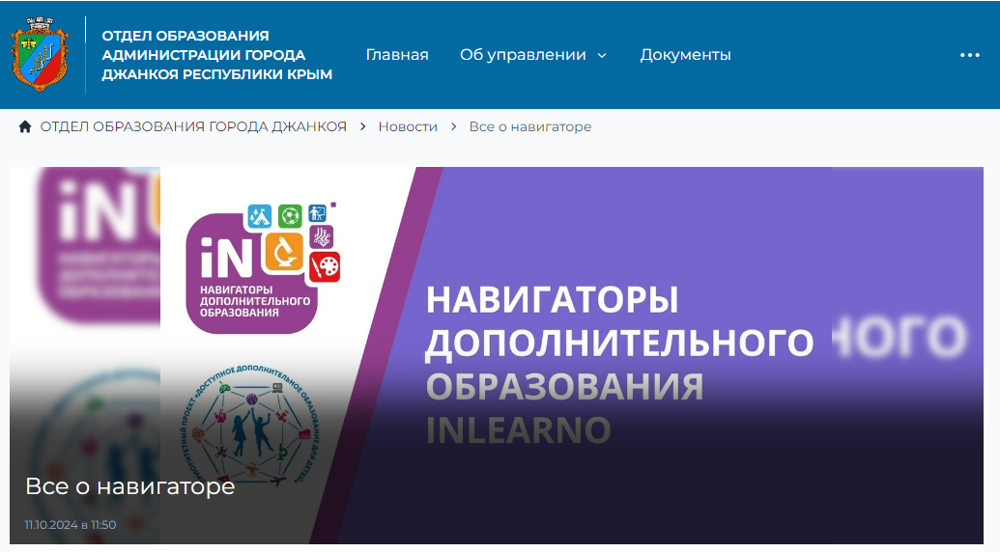 ОТДЕЛ ОБРАЗОВАНИЯ
АДМИНИСТРАЦИИ ГОРОДА
ДЖАНКОЯ РЕСПУБЛИКИ КРЫМ
Главная
Об управлении
Документы
ОТДЕЛ ОБРАЗОВАНИЯ ГОРОДА ДЖАНКОЯ > Новости > Все о навигаторе
iN
iN
НАВИГАТОРЫ
ДОПОЛНИТЕЛЬНОГО
ОБРАЗОВАНИЯ
НАВИГАТОРЫ
ДОПОЛНИТЕЛЬНОГО
ОБРАЗОВАНИЯ
INLEARNO
НОГО
ПРИОРИТЕТНЫЙ ПРОЕКТ «ДОСТУПНОЕ ДОПОЛНИТЕЛЬНОЕ ОБРАЗОВАНИЕ ДЛЯ ДЕТЕЙ»
Все о навигаторе
11.10.2024 в 11:50